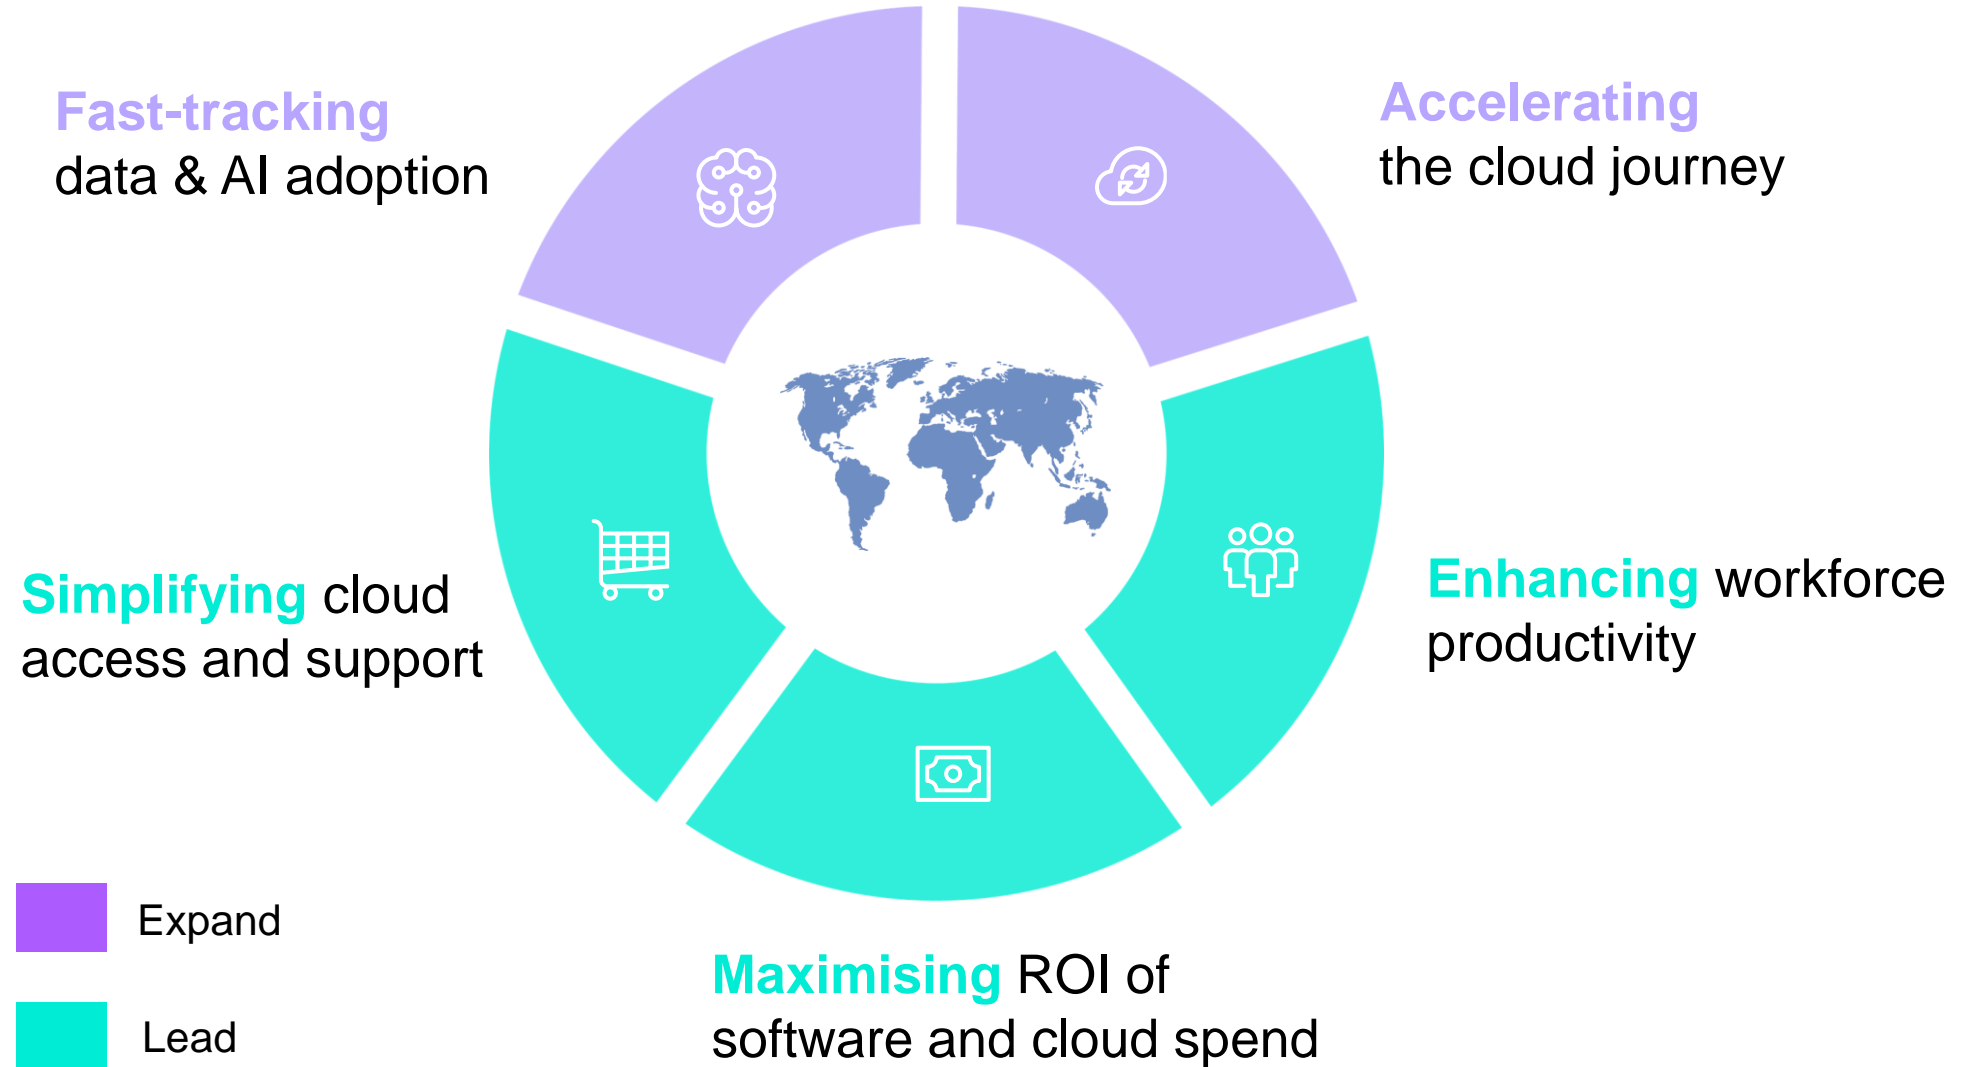 Fast-tracking
data & AI adoption
Accelerating
the cloud journey
Simplifying cloud
access and support
Enhancing workforce
productivity
Maximising ROI of
software and cloud spend
Expand
Lead